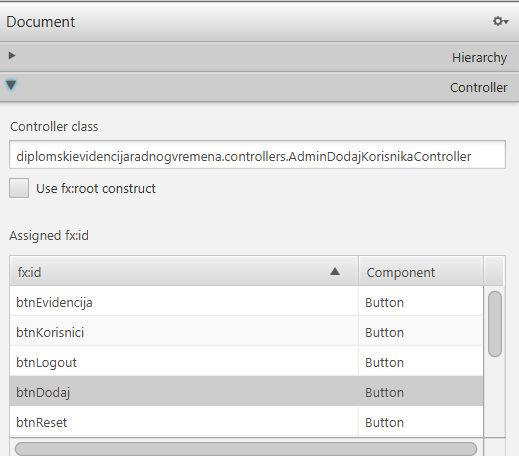 Document
Hierarchy
Controller
Controller class
diplomskievidencijaradnogvremena.controllers.AdminDodajKorisnikaController
Use fx:root construct
Assigned fx:id
fx:id Component
btnEvidencija Button
btnKorisnici Button
btnLogout Button
btnDodaj Button
btnReset Button